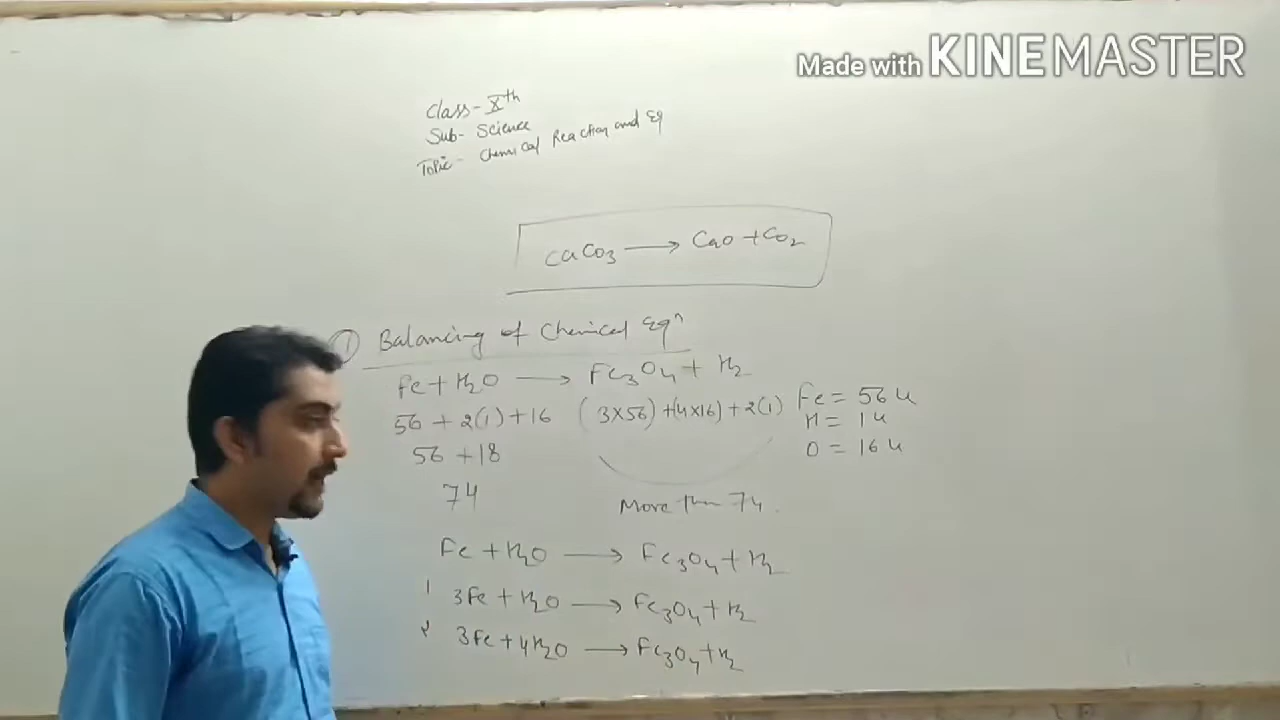 Made with KINEMASTER
Class - Xth
Sub - Science
Topic - Chemical Reaction and Eq
CaCO3 → CaO + CO2
① Balancing of Chemical Eqn
Fe + H2O → Fe3O4 + H2
56 + 2(1) + 16 (3×56) + (4×16) + 2(1)
Fe = 56 u
H = 1 u
O = 16 u
56 + 18
74
More than 74.
Fe + H2O → Fe3O4 + H2
1 3Fe + H2O → Fe3O4 + H2
2 3Fe + 4H2O → Fe3O4 + H2